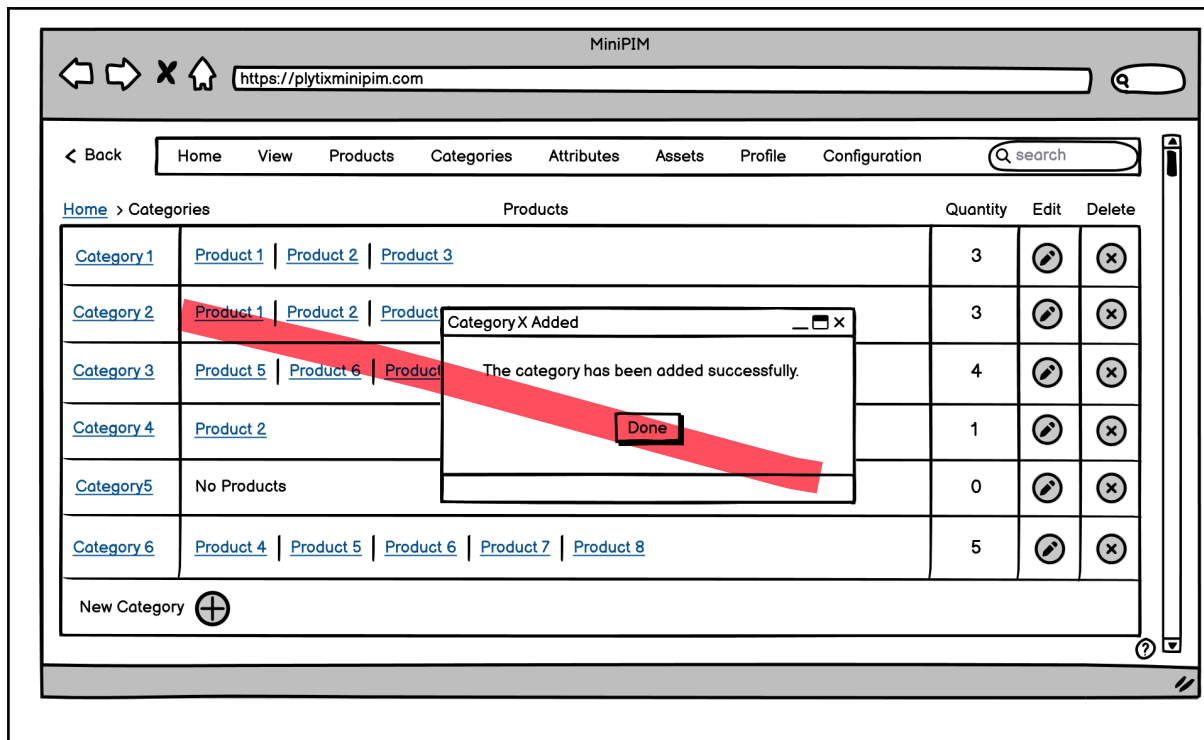 MiniPIM
https://plytixminipim.com
Back Home View Products Categories Attributes Assets Profile Configuration search
Home > Categories Products Quantity Edit Delete
Category 1 Product 1 Product 2 Product 3 3
Category 2 Product 1 Product 2 Product 3
Category X Added
Category 3 Product 5 Product 6 Product 4
The category has been added successfully.
Category 4 Product 2 1
Done
Category5 No Products 0
Category 6 Product 4 Product 5 Product 6 Product 7 Product 8 5
New Category
?